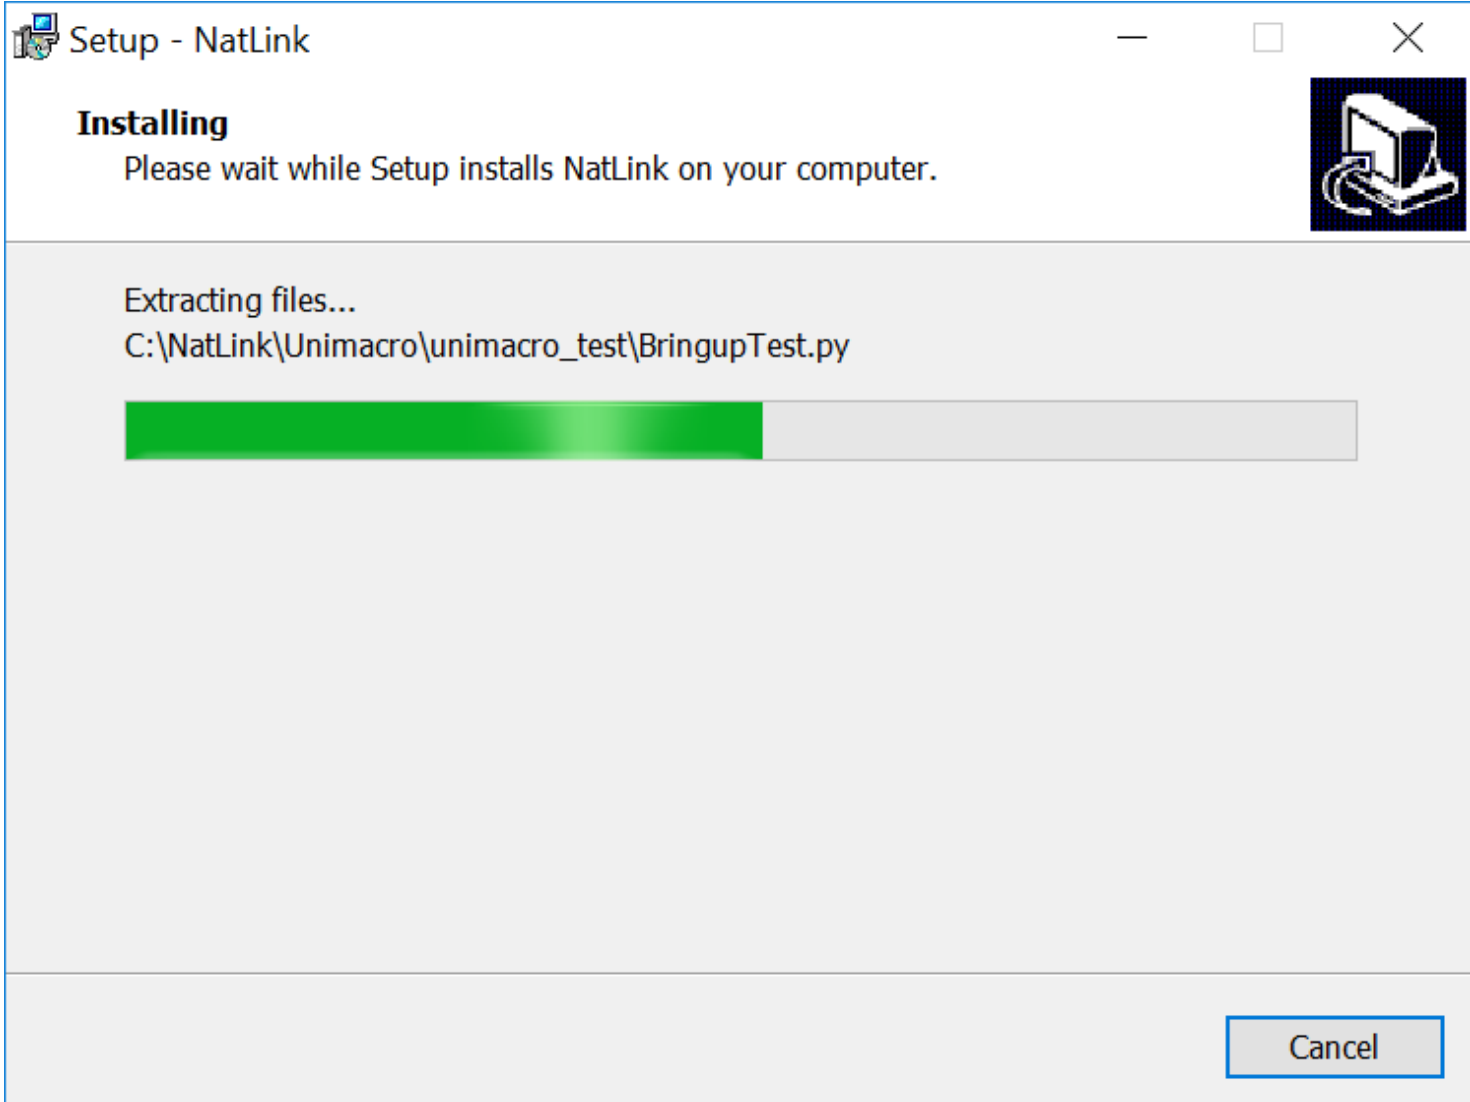 Setup - NatLink
Installing
Please wait while Setup installs NatLink on your computer.
Extracting files...
C:\NatLink\Unimacro\unimacro_test\BringupTest.py
Cancel